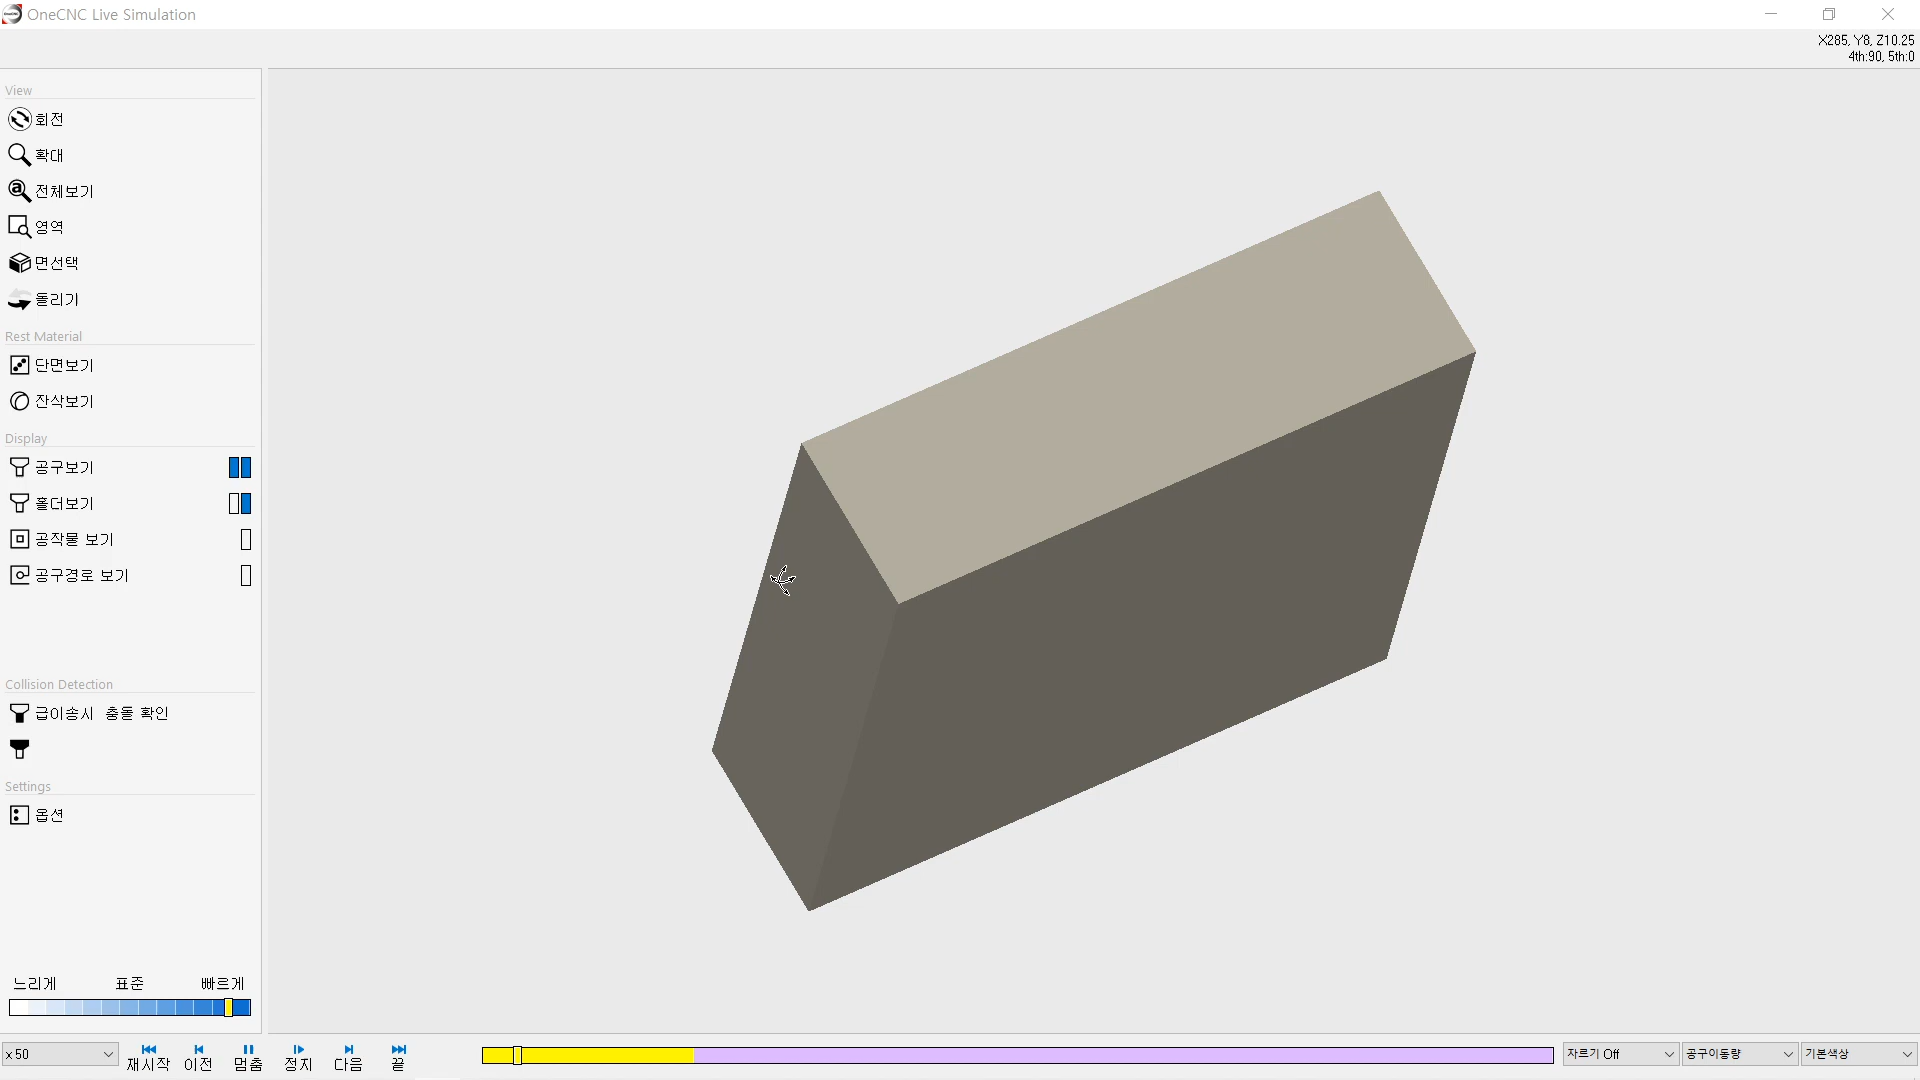 OneCNC Live Simulation
X285, Y8, Z10.25
4th:90, 5th:0
View
회전
확대
전체보기
영역
면선택
돌리기
Rest Material
단면보기
잔삭보기
Display
공구보기
홀더보기
공작물 보기
공구경로 보기
Collision Detection
급이송시 충돌 확인
Settings
옵션
느리게 표준 빠르게
x 50
재시작
이전
멈춤
정지
다음
끝
자르기 Off
공구이동량
기본색상